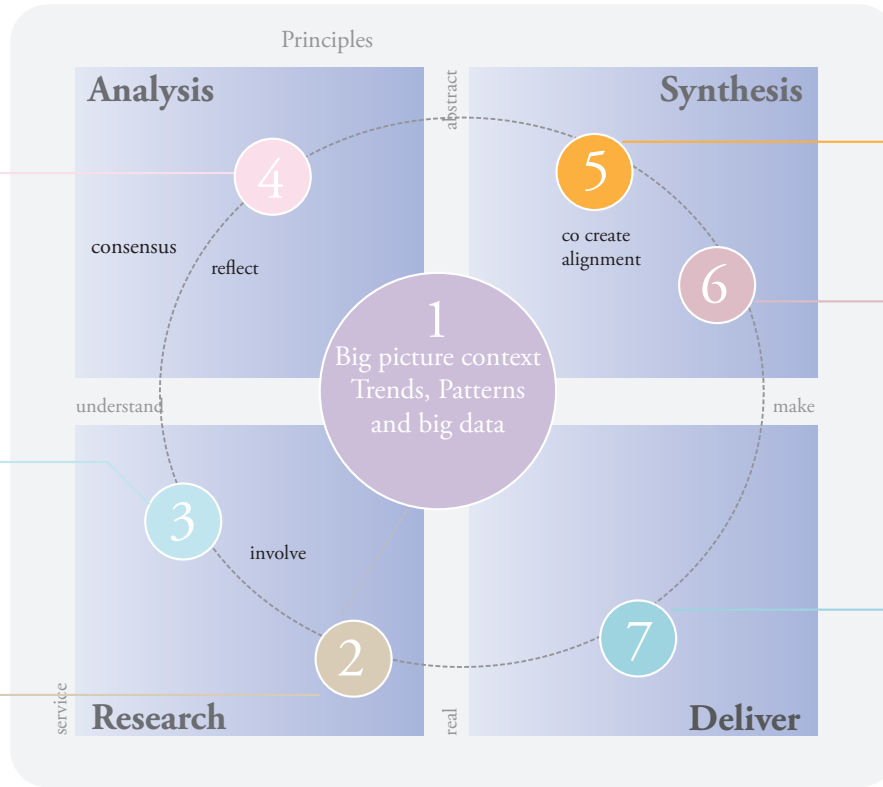 Principles
Analysis
abstract
Synthesis
4
5
consensus
reflect
co create
alignment
6
1
Big picture context
Trends, Patterns
and big data
understand
make
3
involve
2
7
service
Research
real
Deliver